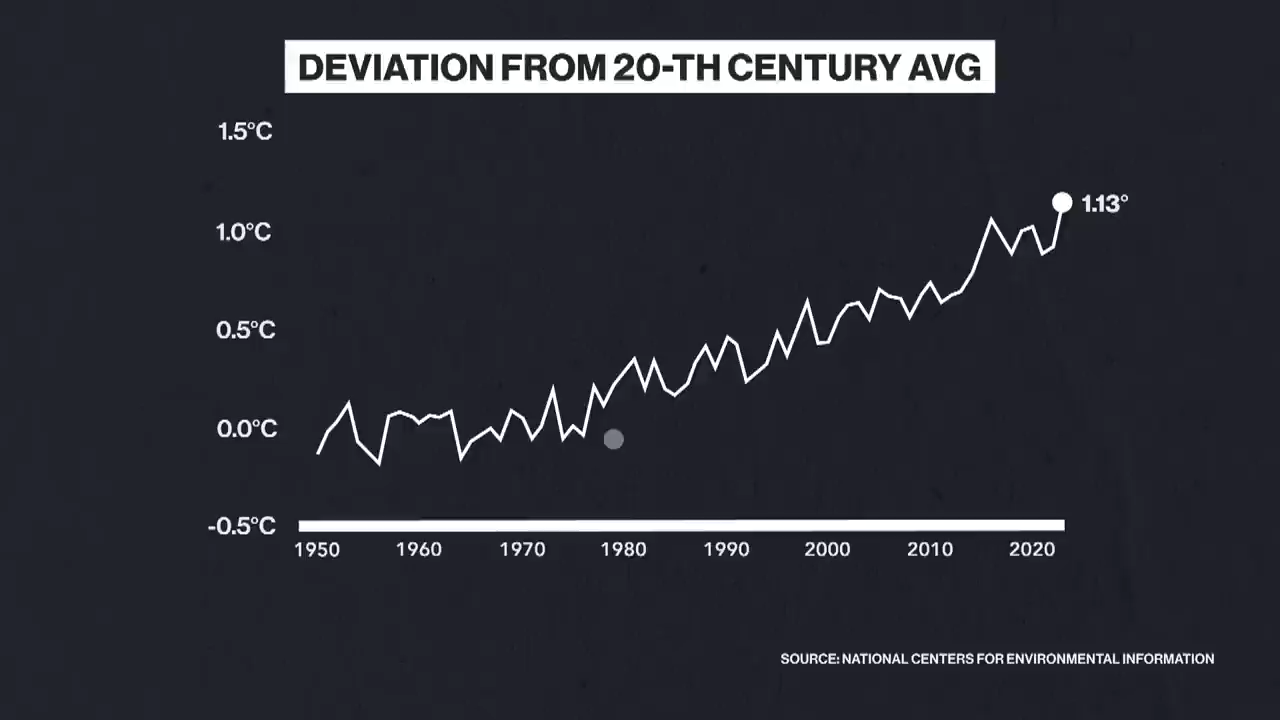 DEVIATION FROM 20-TH CENTURY AVG
1.5°C
1.13°
1.0°C
0.5°C
0.0°C
-0.5°C
1950 1960 1970 1980 1990 2000 2010 2020
SOURCE: NATIONAL CENTERS FOR ENVIRONMENTAL INFORMATION